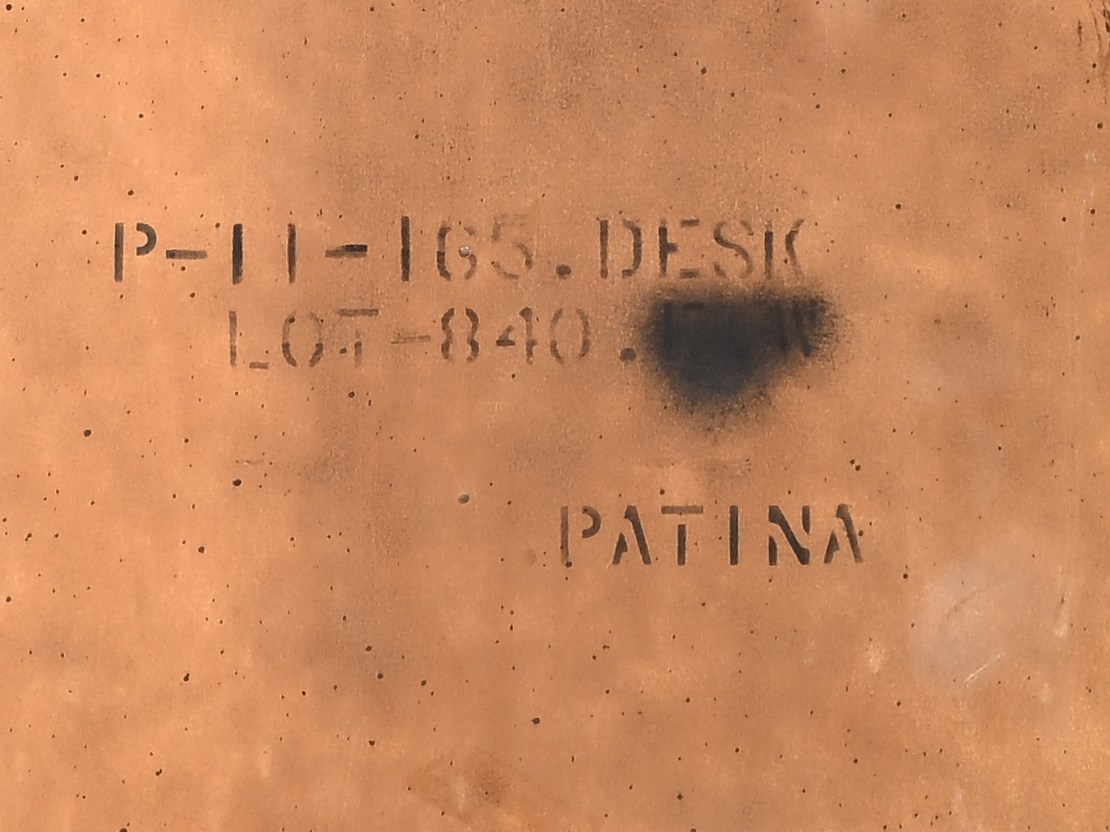 P-11-165.DESK
LOT-840.
PATINA